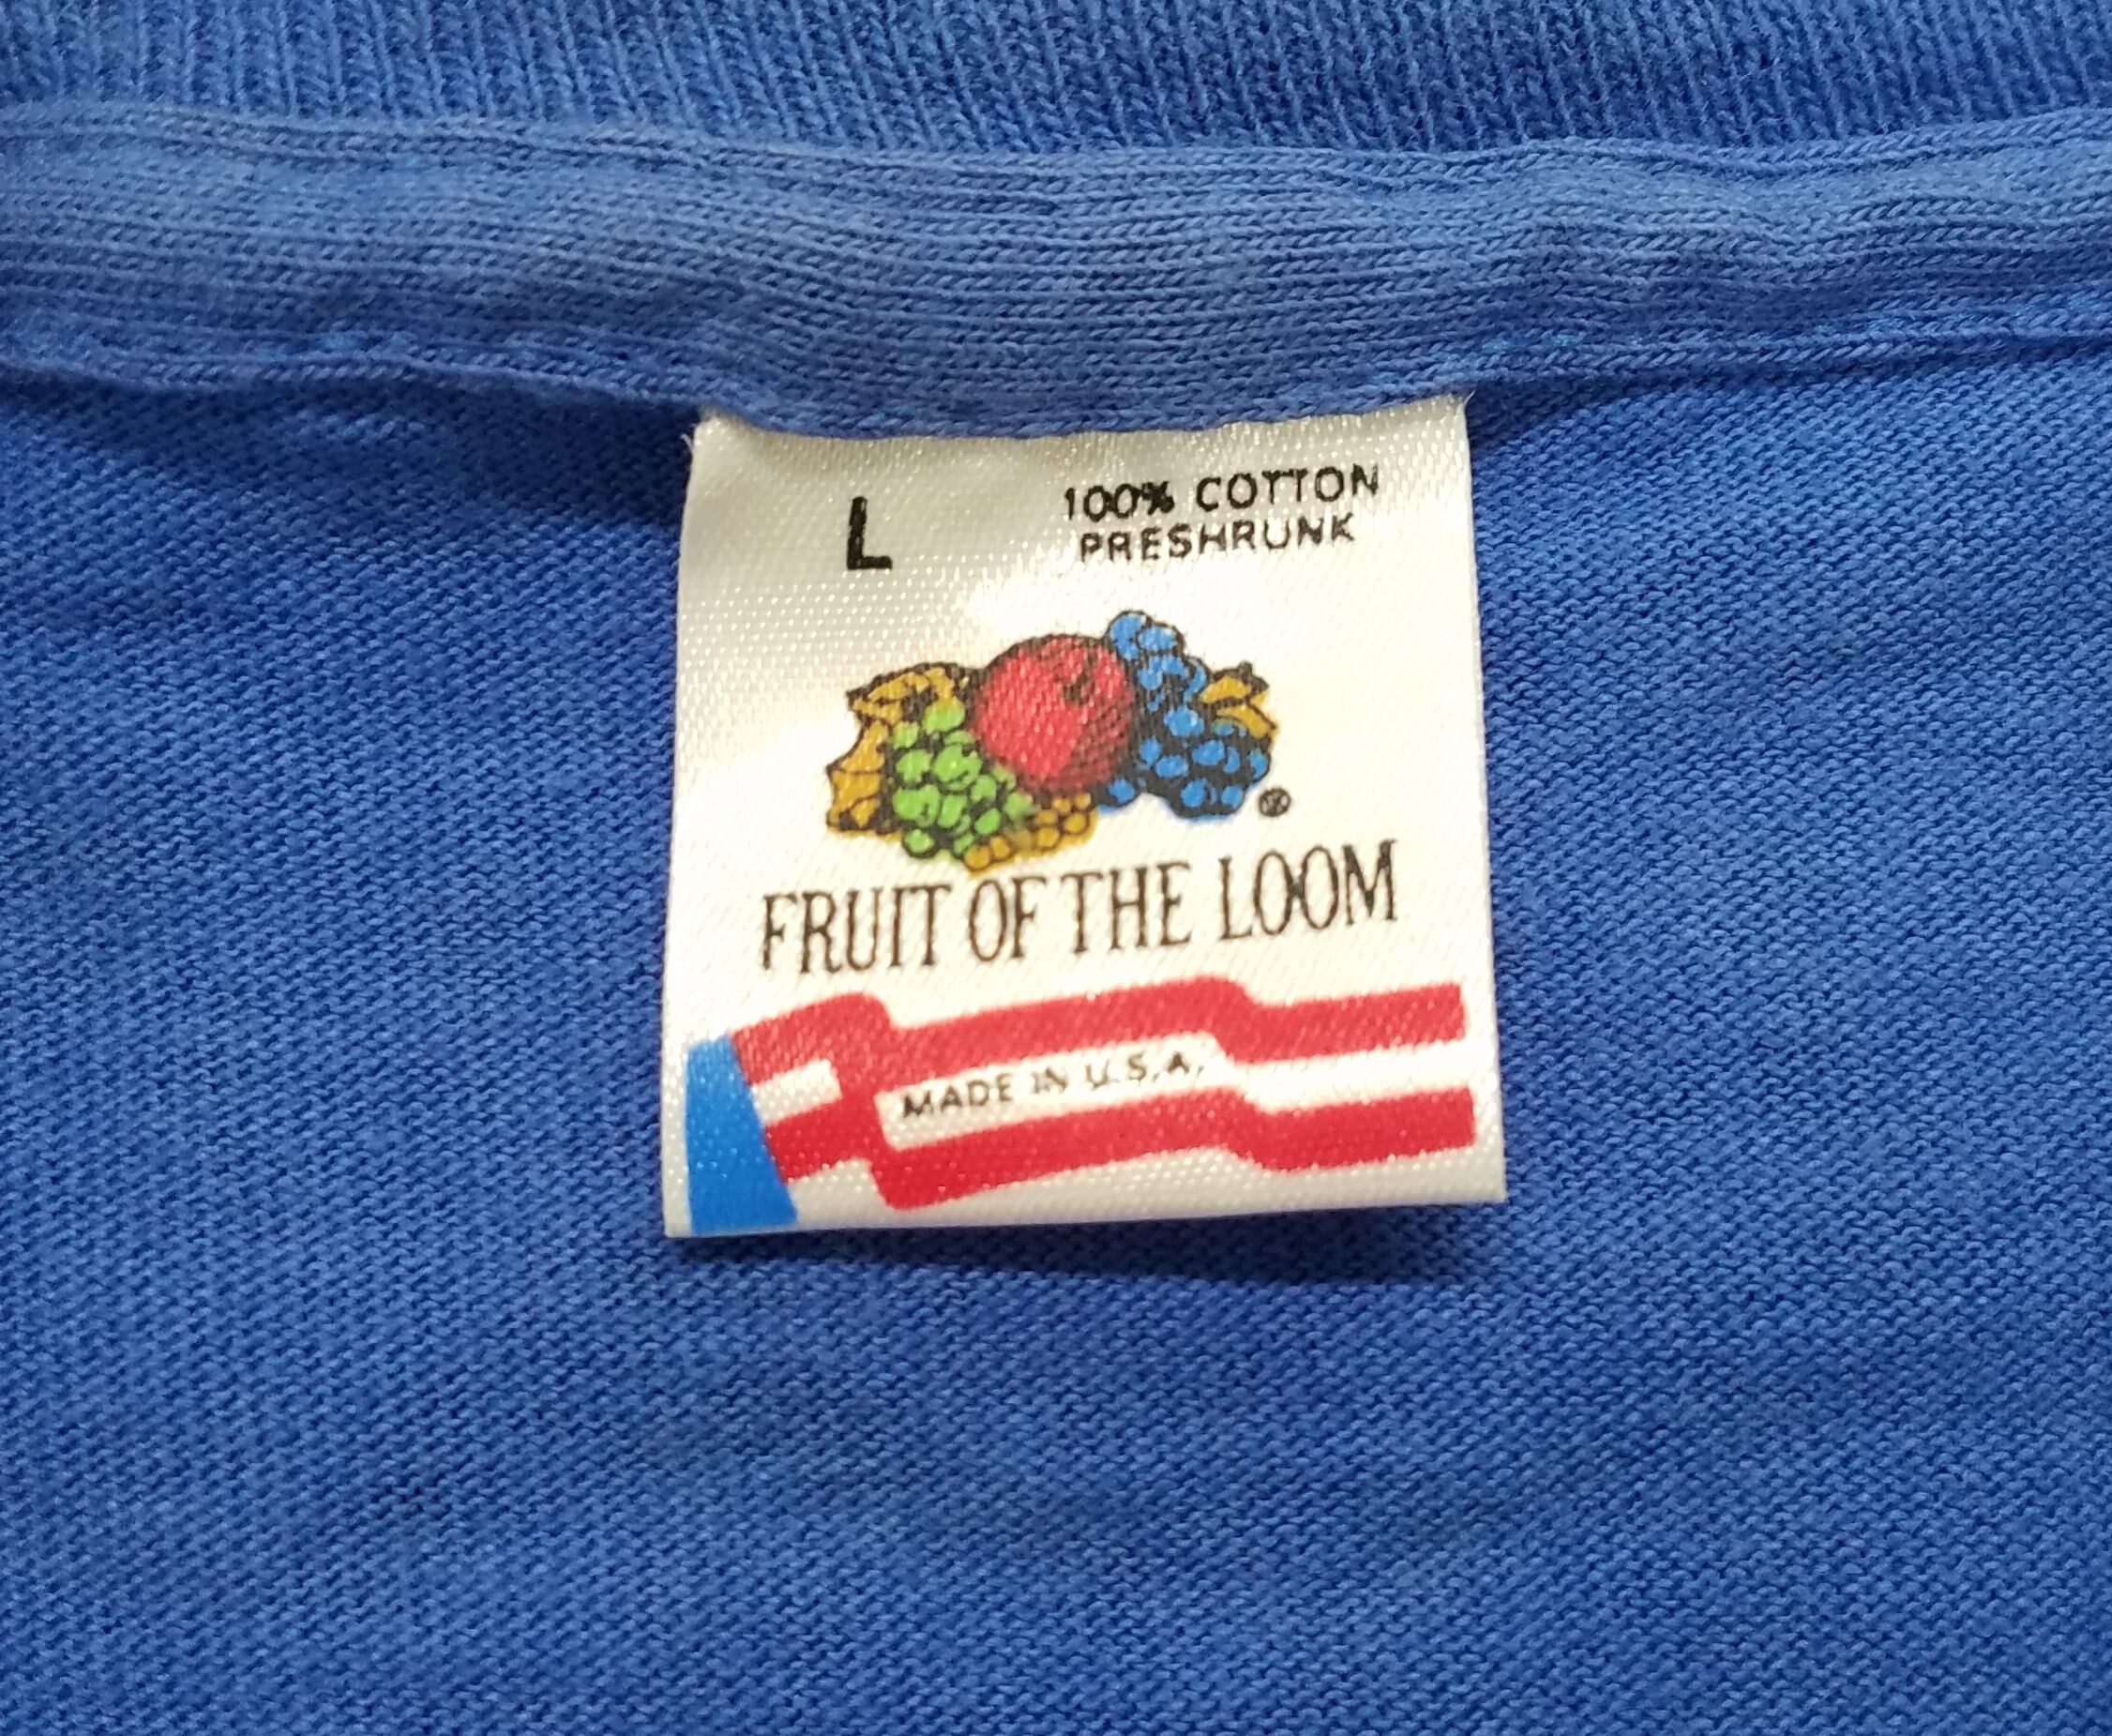 L
100% COTTON
PRESHRUNK
®
FRUIT OF THE LOOM
MADE IN U.S.A.